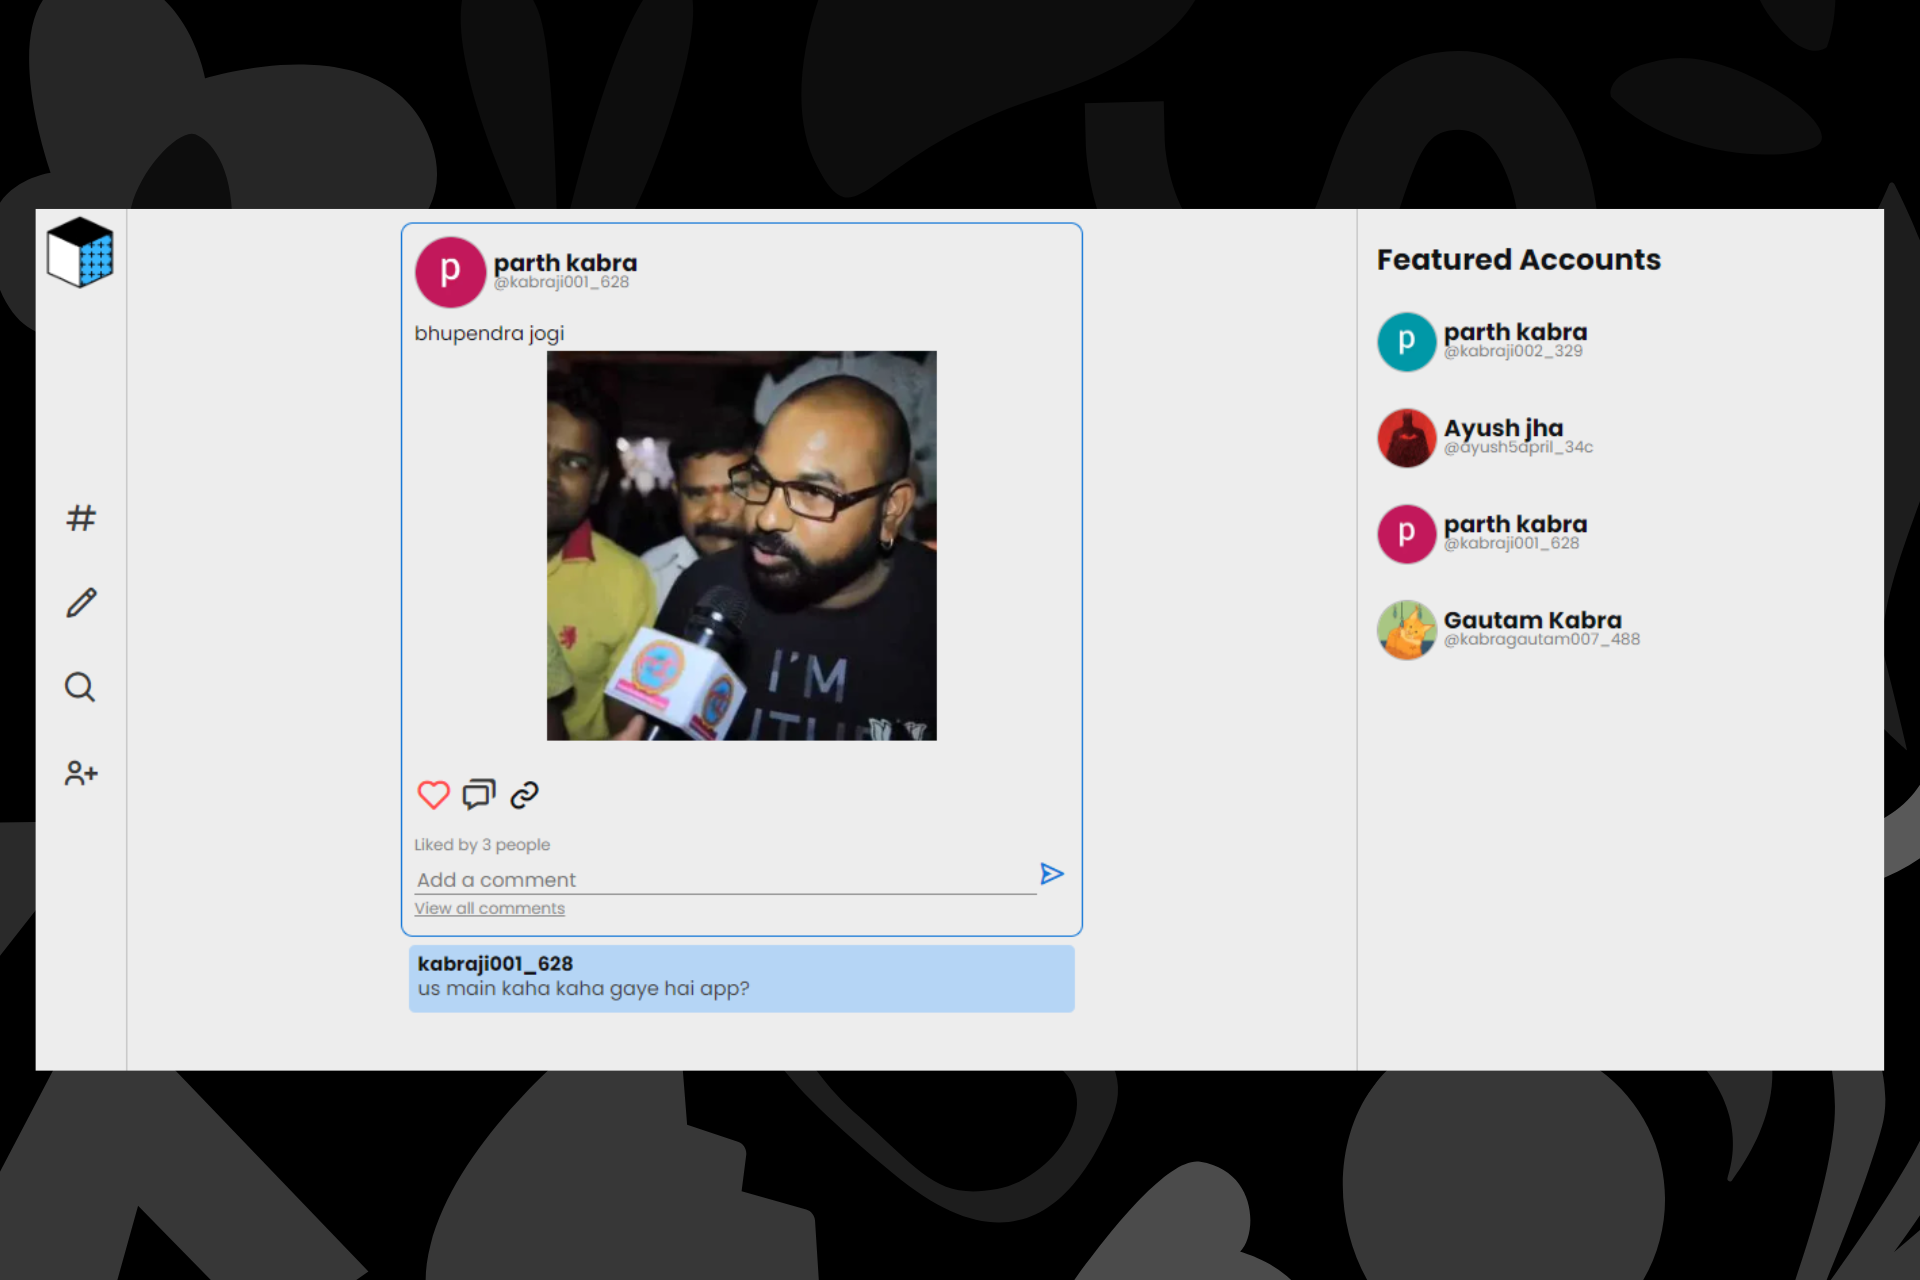 p
parth kabra
@kabraji001_628
bhupendra jogi
I'M
Liked by 3 people
Add a comment
View all comments
kabraji001_628
us main kaha kaha gaye hai app?
Featured Accounts
p
parth kabra
@kabraji002_329
Ayush jha
@ayush5april_34c
p
parth kabra
@kabraji001_628
Gautam Kabra
@kabragautam007_488